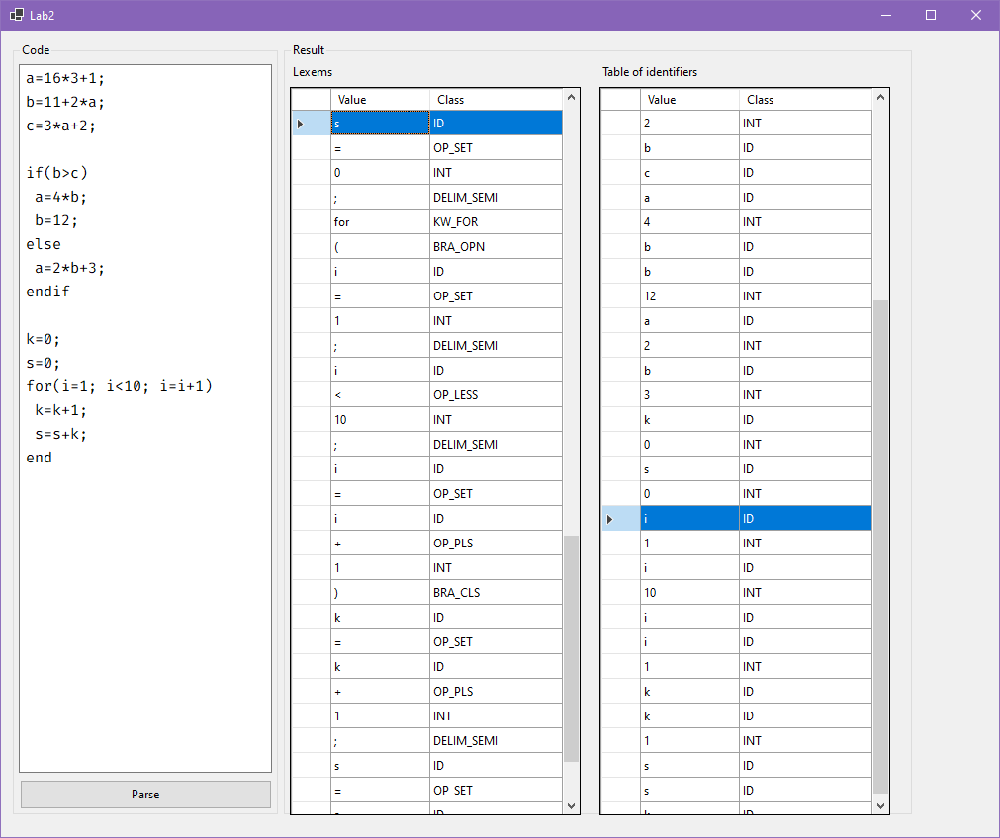 Lab2
Code
a=16*3+1;
b=11+2*a;
c=3*a+2;
if(b>c)
a=4*b;
b=12;
else
a=2*b+3;
endif
k=0;
s=0;
for(i=1; i<10; i=i+1)
k=k+1;
s=s+k;
end
Parse
Result
Lexems
Value Class
s ID
= OP_SET
0 INT
; DELIM_SEMI
for KW_FOR
( BRA_OPN
i ID
= OP_SET
1 INT
; DELIM_SEMI
i ID
< OP_LESS
10 INT
; DELIM_SEMI
i ID
= OP_SET
i ID
+ OP_PLS
1 INT
) BRA_CLS
k ID
= OP_SET
k ID
+ OP_PLS
1 INT
; DELIM_SEMI
s ID
= OP_SET
s ID
Table of identifiers
Value Class
2 INT
b ID
c ID
a ID
4 INT
b ID
b ID
12 INT
a ID
2 INT
b ID
3 INT
k ID
0 INT
s ID
0 INT
i ID
1 INT
i ID
10 INT
i ID
i ID
1 INT
k ID
k ID
1 INT
s ID
s ID
k ID